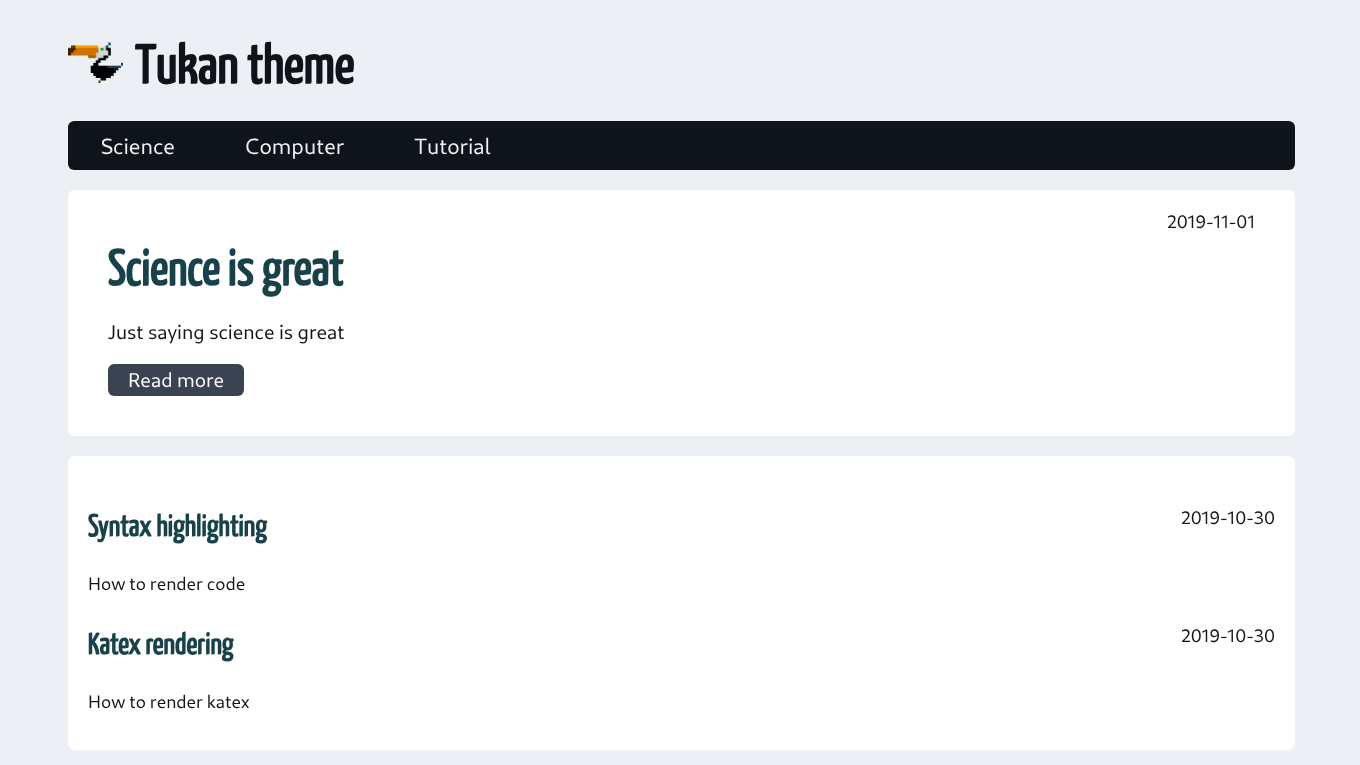 Tukan theme
Science Computer Tutorial
2019-11-01
Science is great
Just saying science is great
Read more
Syntax highlighting
2019-10-30
How to render code
Katex rendering
2019-10-30
How to render katex